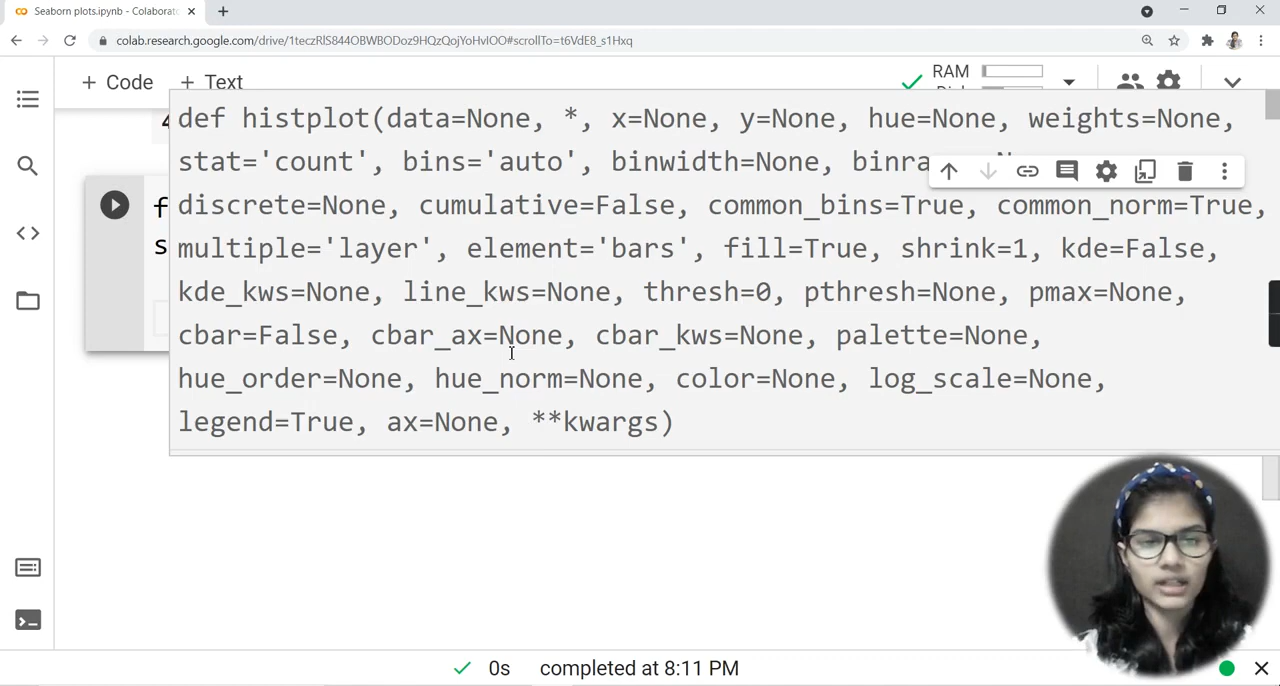 Seaborn plots.ipynb - Colaborato
colab.research.google.com/drive/1teczRlS844OBWBODoz9HQzQojYoHvIOO#scrollTo=t6VdE8_s1Hxq
+ Code + Text
RAM
4
f
s
def histplot(data=None, *, x=None, y=None, hue=None, weights=None,
stat='count', bins='auto', binwidth=None,
discrete=None, cumulative=False, common_bins=True, common_norm=True,
multiple='layer', element='bars', fill=True, shrink=1, kde=False,
kde_kws=None, line_kws=None, thresh=0, pthresh=None, pmax=None,
cbar=False, cbar_ax=None, cbar_kws=None, palette=None,
hue_order=None, hue_norm=None, color=None, log_scale=None,
legend=True, ax=None, **kwargs)
0s completed at 8:11 PM